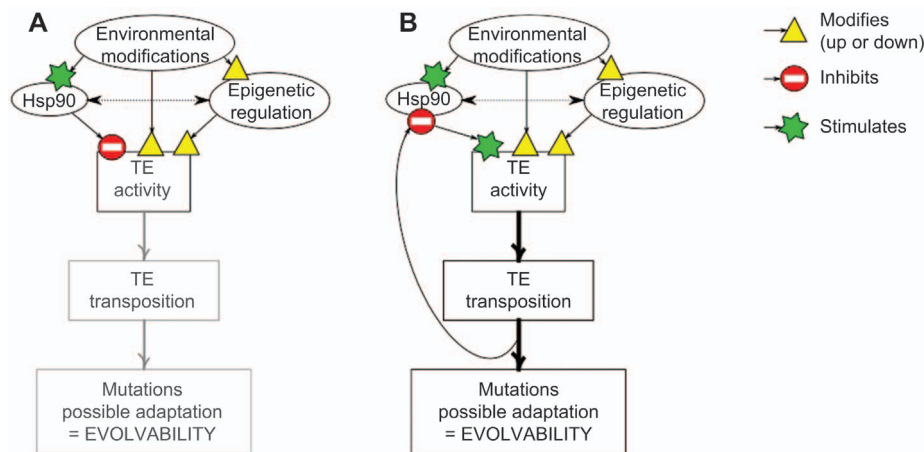 A
Environmental
modifications
Hsp90
Epigenetic
regulation
TE
activity
TE
transposition
Mutations
possible adaptation
= EVOLVABILITY
B
Environmental
modifications
Hsp90
Epigenetic
regulation
TE
activity
TE
transposition
Mutations
possible adaptation
= EVOLVABILITY
Modifies
(up or down)
Inhibits
Stimulates